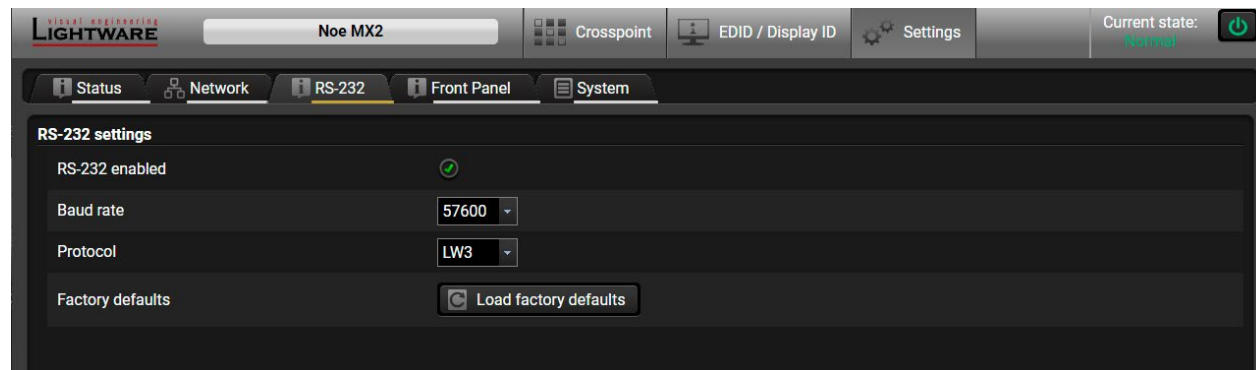 visual engineering
LIGHTWARE
Noe MX2
Crosspoint
EDID / Display ID
Settings
Current state:
Normal
Status
Network
RS-232
Front Panel
System
RS-232 settings
RS-232 enabled
Baud rate
57600
Protocol
LW3
Factory defaults
Load factory defaults